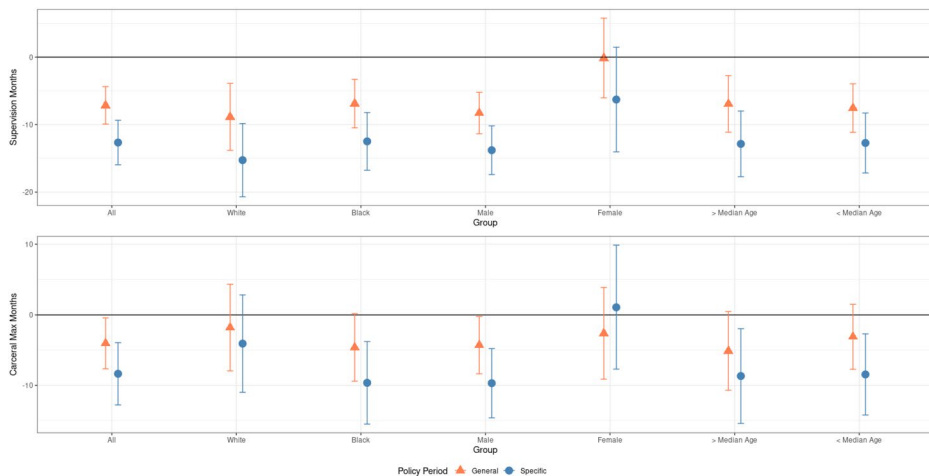 Supervision Months
0
-10
-20
All White Black Male Female > Median Age < Median Age
Group
Carceral Max Months
10
0
-10
All White Black Male Female > Median Age < Median Age
Group
Policy Period General Specific